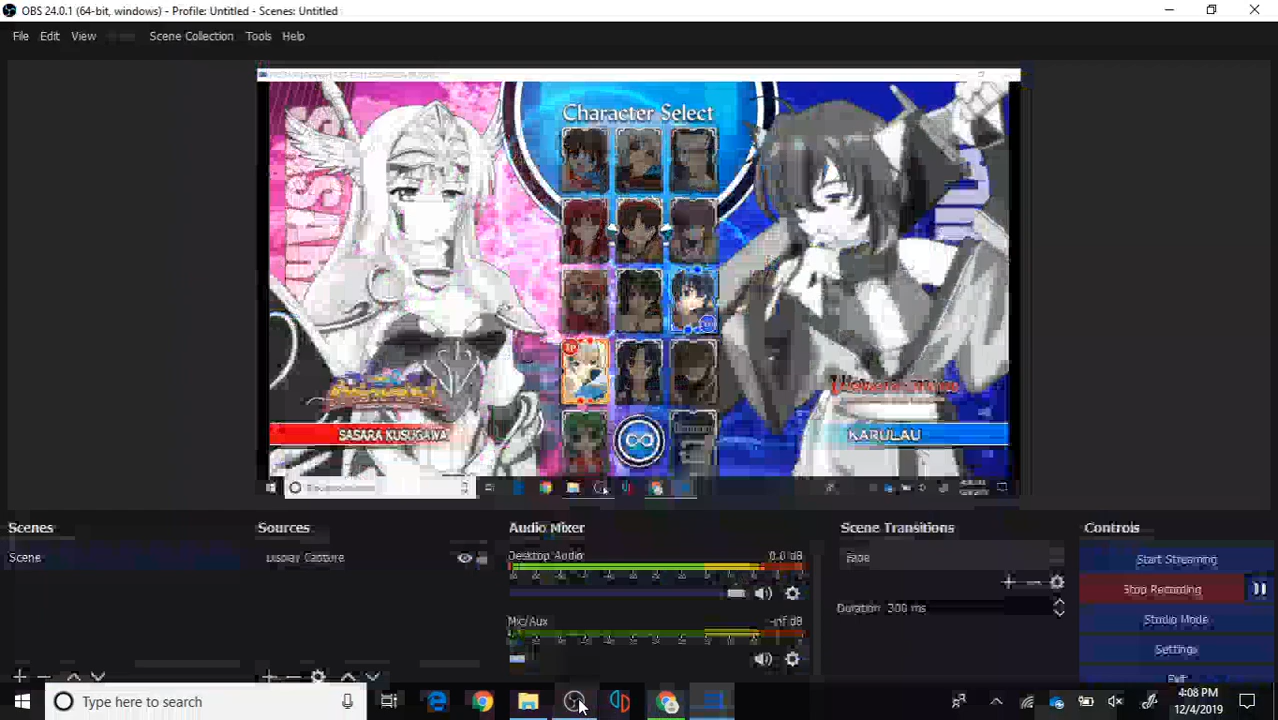 OBS 24.0.1 (64-bit, windows) - Profile: Untitled - Scenes: Untitled
File Edit View Scene Collection Tools Help
Character Select
SASARA
1P
SASARA KUSUGAWA
KARULAU
Scenes
Sources
Audio Mixer
Scene Transitions
Controls
Scene
Display Capture
Desktop Audio
0.0 dB
Fade
Start Streaming
Stop Recording
Duration 300 ms
Mic/Aux
-inf dB
Studio Mode
Settings
Exit
Type here to search
4:08 PM
12/4/2019